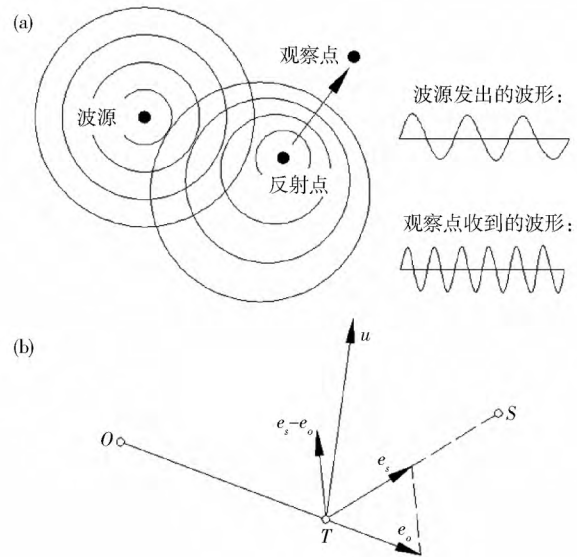 (a)
观察点
波源
反射点
波源发出的波形：
观察点收到的波形：
(b)
u
e_s-e_o
O
S
e_s
e_o
T